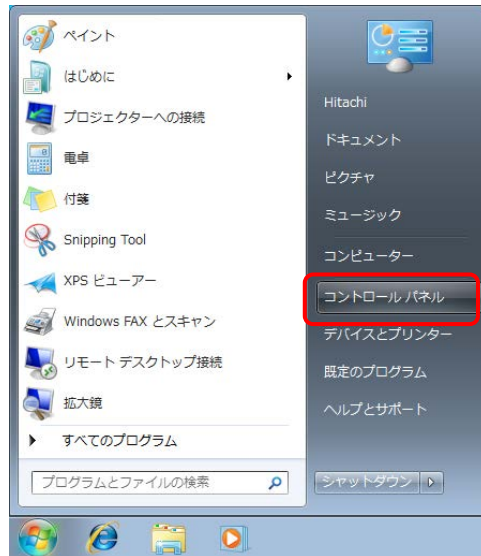 ペイント
はじめに
プロジェクターへの接続
電卓
付箋
Snipping Tool
XPS ビューアー
Windows FAX とスキャン
リモート デスクトップ接続
拡大鏡
すべてのプログラム
プログラムとファイルの検索
Hitachi
ドキュメント
ピクチャ
ミュージック
コンピューター
コントロール パネル
デバイスとプリンター
既定のプログラム
ヘルプとサポート
シャットダウン